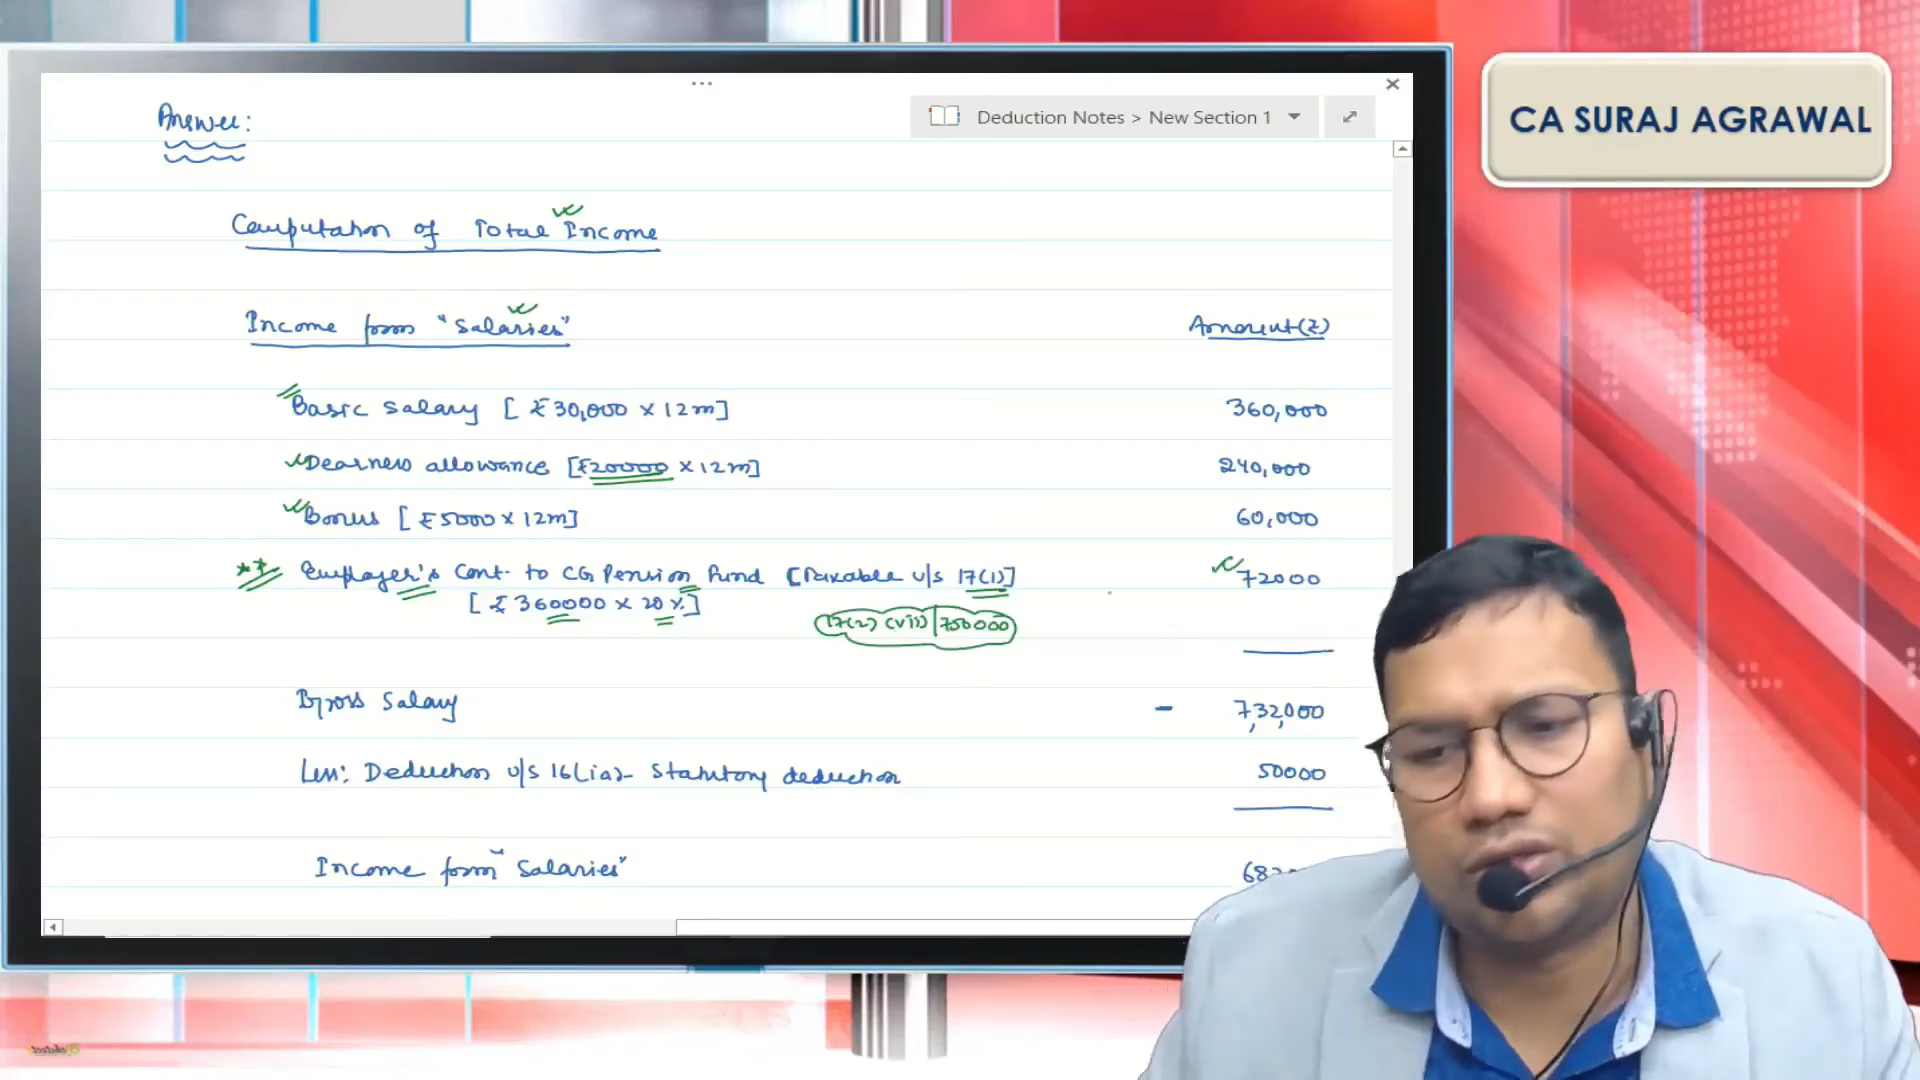 CA SURAJ AGRAWAL
Deduction Notes > New Section 1
Answer:
Computation of Total Income
Income from "Salaries"
Amount(₹)
Basic Salary [ ₹30,000 × 12m]
360,000
Dearness allowance [₹20000 × 12m]
240,000
Bonus [ ₹5000 × 12m]
60,000
** Employer's Cont. to CG Pension Fund [Taxable u/s 17(1)]
72000
[ ₹ 360000 × 20%]
17(2) (vii) | 750000
Gross Salary
- 7,32,000
Less: Deduction u/s 16(ia)- Statutory deduction
50000
Income from "Salaries"